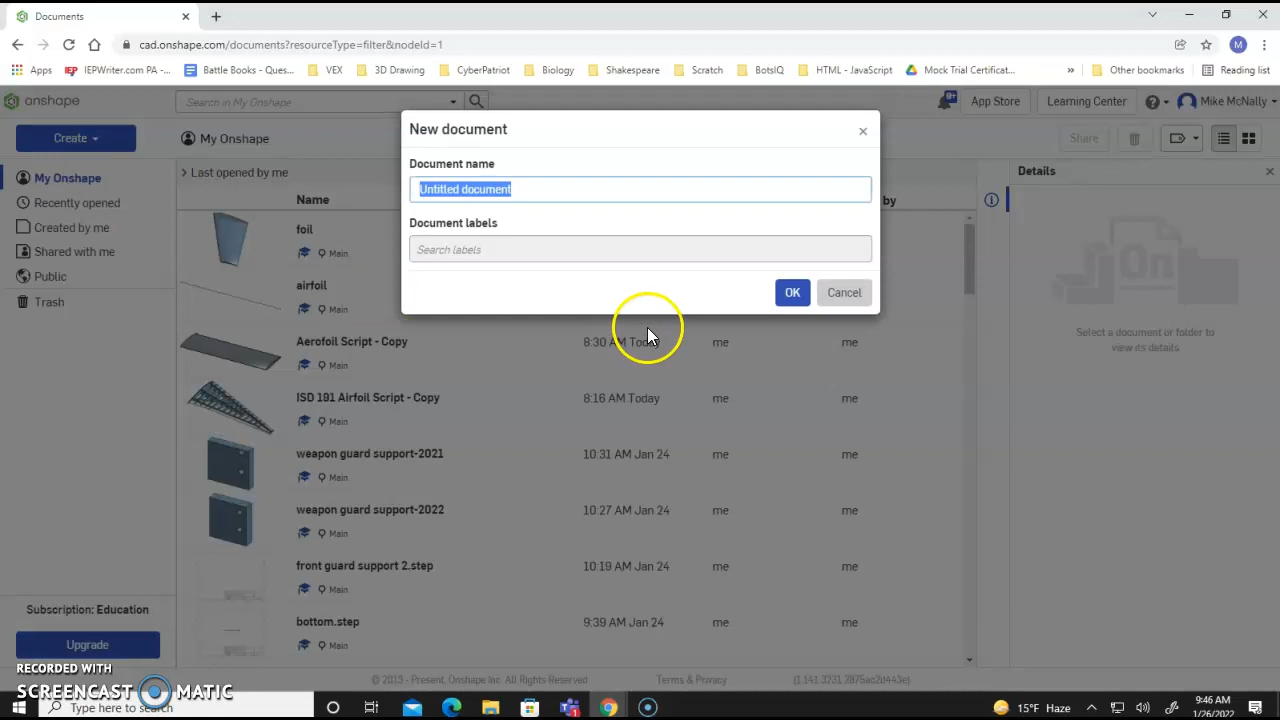 Documents
cad.onshape.com/documents?resourceType=filter&nodeId=1
M
Apps
IEP IEPWriter.com PA -...
Battle Books - Ques...
VEX
3D Drawing
CyberPatriot
Biology
Shakespeare
Scratch
BotsIQ
HTML - JavaScript
Mock Trial Certificat...
»
Other bookmarks
Reading list
onshape
Search in My Onshape
App Store
Learning Center
Mike McNally
Create
My Onshape
Share
New document
Document name
Untitled document
Document labels
Search labels
OK
Cancel
My Onshape
Recently opened
Created by me
Shared with me
Public
Trash
Last opened by me
Name
by
foil
Main
airfoil
Main
Aerofoil Script - Copy
8:30 AM Today
me
me
Main
ISD 191 Airfoil Script - Copy
8:16 AM Today
me
me
Main
weapon guard support-2021
10:31 AM Jan 24
me
me
Main
weapon guard support-2022
10:27 AM Jan 24
me
me
Main
front guard support 2.step
10:19 AM Jan 24
me
me
Main
bottom.step
9:39 AM Jan 24
me
me
Main
Details
Select a document or folder to
view its details
Subscription: Education
Upgrade
© 2013 - Present, Onshape Inc. All Rights Reserved
Terms & Privacy
RECORDED WITH
SCREENCAST MATIC
Type here to search
15°F Haze
9:46 AM
1/26/2022